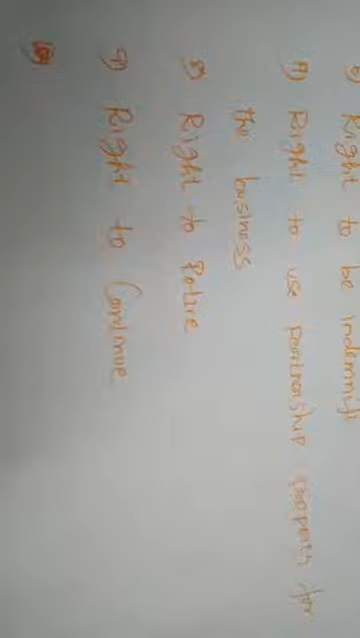 6) Right to be indemnify
7) Right to use partnership property for
the business
8) Right to Retire
9) Right to Continue
10)